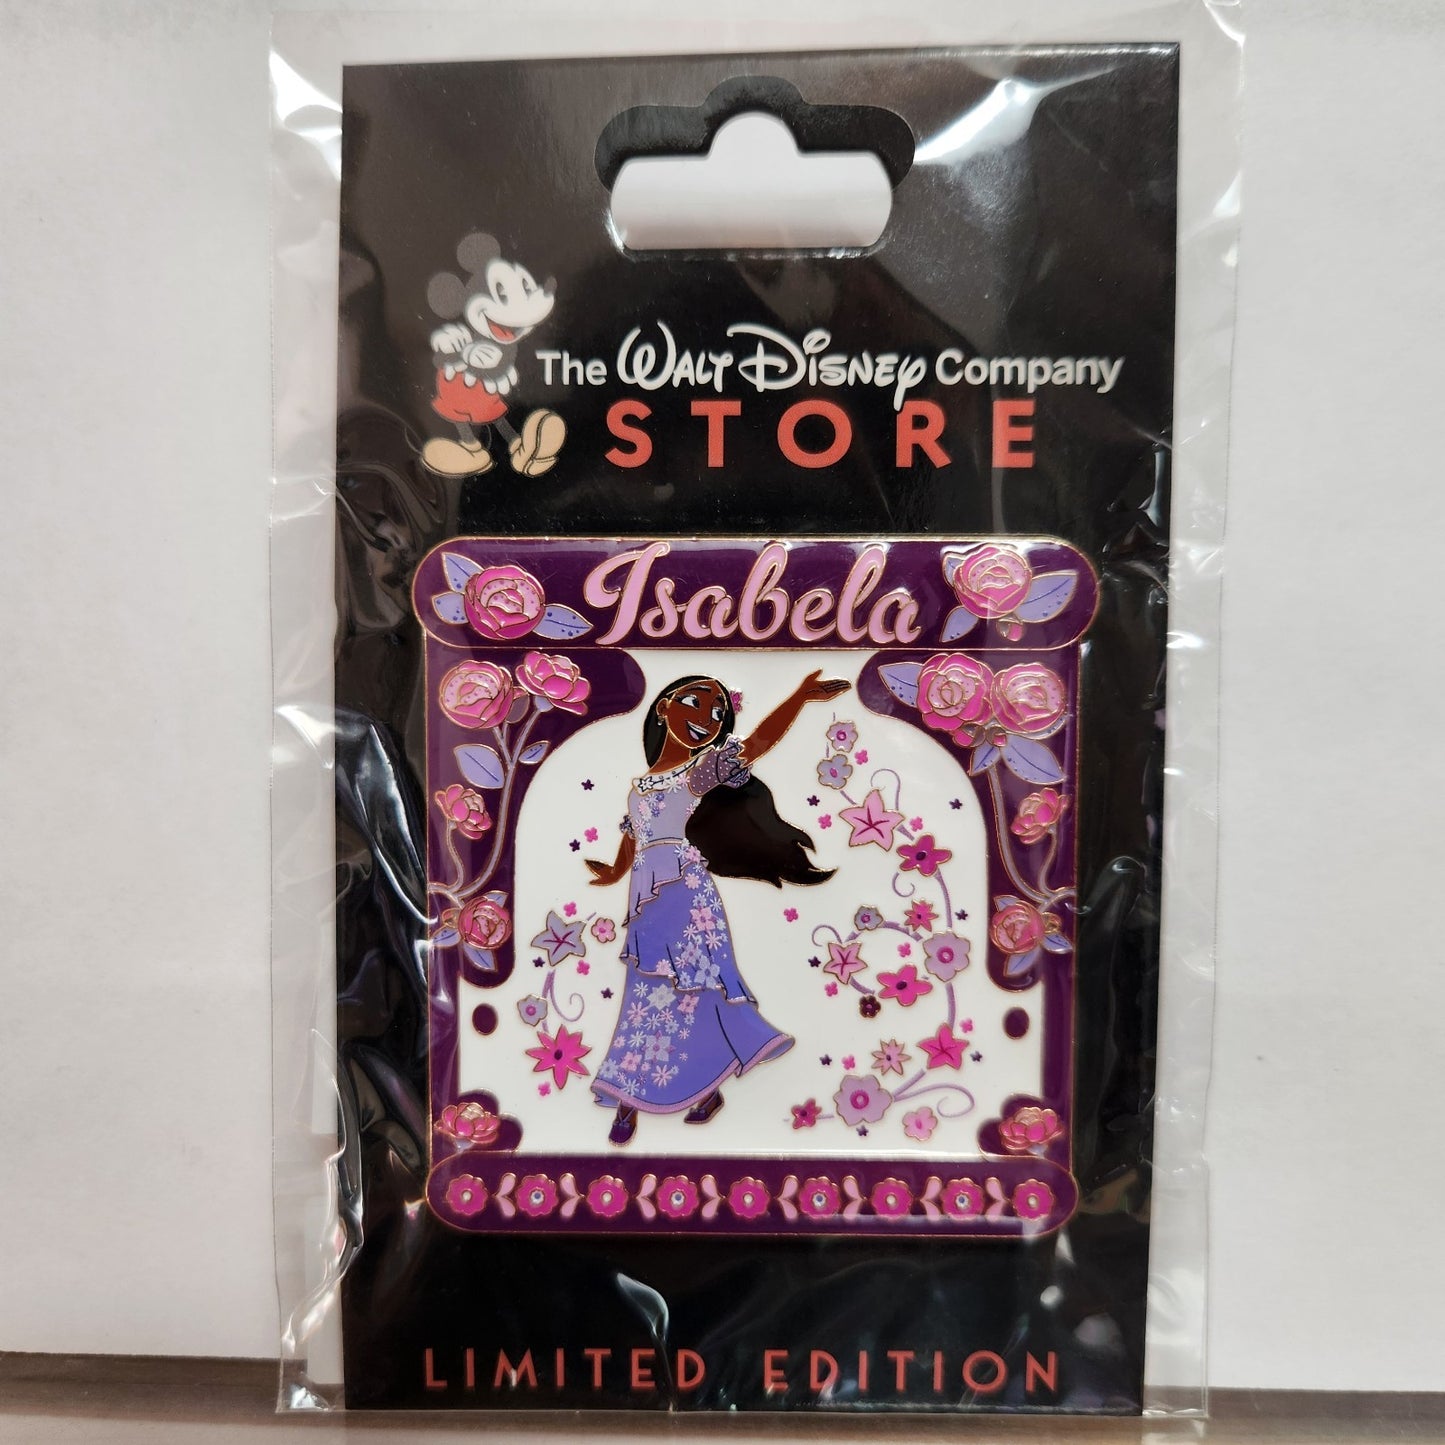 The Walt Disney Company
STORE
Isabela
LIMITED EDITION